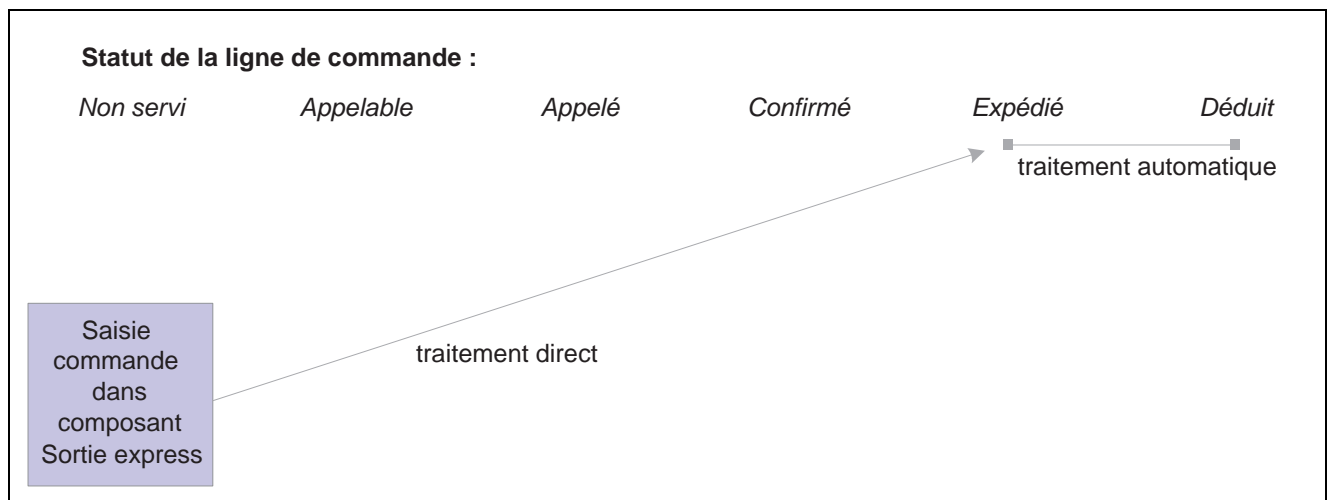 Statut de la ligne de commande :
Non servi Appelable Appelé Confirmé Expédié Déduit
traitement automatique
traitement direct
Saisie
commande
dans
composant
Sortie express